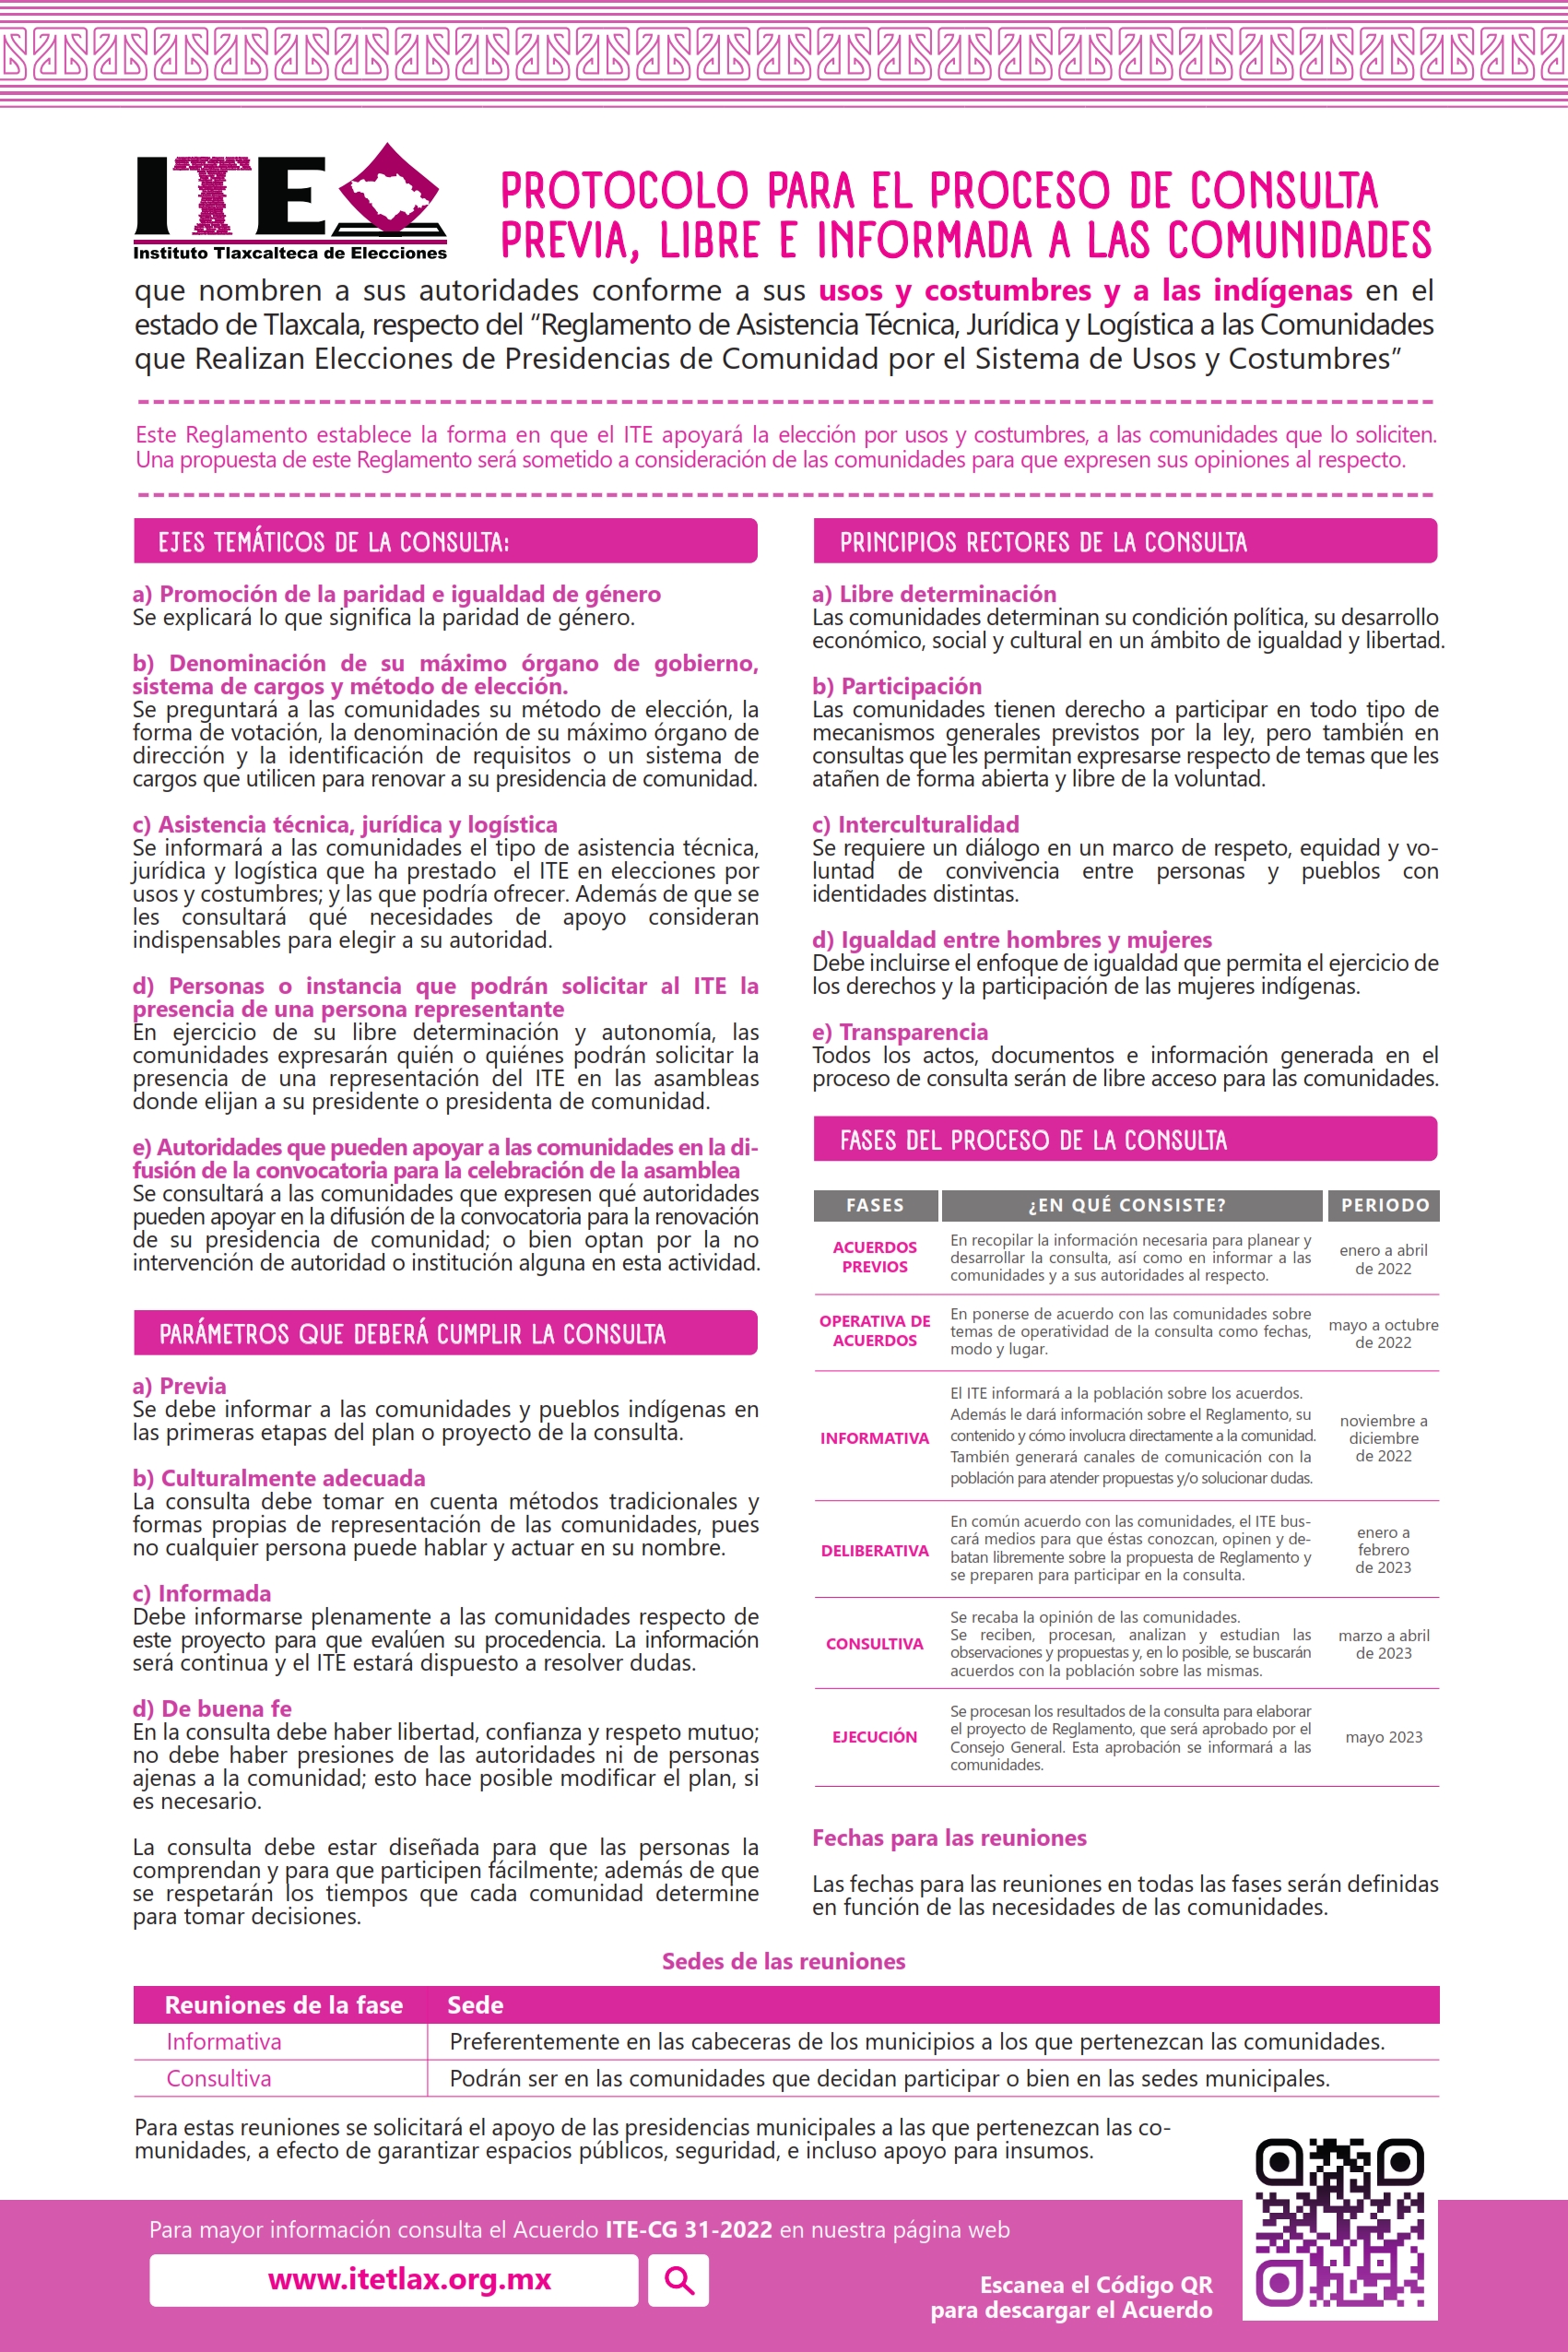 ITE
Instituto Tlaxcalteca de Elecciones
PROTOCOLO PARA EL PROCESO DE CONSULTA
PREVIA, LIBRE E INFORMADA A LAS COMUNIDADES
que nombren a sus autoridades conforme a sus usos y costumbres y a las indígenas en el
estado de Tlaxcala, respecto del “Reglamento de Asistencia Técnica, Jurídica y Logística a las Comunidades
que Realizan Elecciones de Presidencias de Comunidad por el Sistema de Usos y Costumbres”
Este Reglamento establece la forma en que el ITE apoyará la elección por usos y costumbres, a las comunidades que lo soliciten.
Una propuesta de este Reglamento será sometido a consideración de las comunidades para que expresen sus opiniones al respecto.
EJES TEMÁTICOS DE LA CONSULTA:
a) Promoción de la paridad e igualdad de género
Se explicará lo que significa la paridad de género.
b) Denominación de su máximo órgano de gobierno,
sistema de cargos y método de elección.
Se preguntará a las comunidades su método de elección, la
forma de votación, la denominación de su máximo órgano de
dirección y la identificación de requisitos o un sistema de
cargos que utilicen para renovar a su presidencia de comunidad.
c) Asistencia técnica, jurídica y logística
Se informará a las comunidades el tipo de asistencia técnica,
jurídica y logística que ha prestado el ITE en elecciones por
usos y costumbres; y las que podría ofrecer. Además de que se
les consultará qué necesidades de apoyo consideran
indispensables para elegir a su autoridad.
d) Personas o instancia que podrán solicitar al ITE la
presencia de una persona representante
En ejercicio de su libre determinación y autonomía, las
comunidades expresarán quién o quiénes podrán solicitar la
presencia de una representación del ITE en las asambleas
donde elijan a su presidente o presidenta de comunidad.
e) Autoridades que pueden apoyar a las comunidades en la di-
fusión de la convocatoria para la celebración de la asamblea
Se consultará a las comunidades que expresen qué autoridades
pueden apoyar en la difusión de la convocatoria para la renovación
de su presidencia de comunidad; o bien optan por la no
intervención de autoridad o institución alguna en esta actividad.
PARÁMETROS QUE DEBERÁ CUMPLIR LA CONSULTA
a) Previa
Se debe informar a las comunidades y pueblos indígenas en
las primeras etapas del plan o proyecto de la consulta.
b) Culturalmente adecuada
La consulta debe tomar en cuenta métodos tradicionales y
formas propias de representación de las comunidades, pues
no cualquier persona puede hablar y actuar en su nombre.
c) Informada
Debe informarse plenamente a las comunidades respecto de
este proyecto para que evalúen su procedencia. La información
será continua y el ITE estará dispuesto a resolver dudas.
d) De buena fe
En la consulta debe haber libertad, confianza y respeto mutuo;
no debe haber presiones de las autoridades ni de personas
ajenas a la comunidad; esto hace posible modificar el plan, si
es necesario.
La consulta debe estar diseñada para que las personas la
comprendan y para que participen fácilmente; además de que
se respetarán los tiempos que cada comunidad determine
para tomar decisiones.
PRINCIPIOS RECTORES DE LA CONSULTA
a) Libre determinación
Las comunidades determinan su condición política, su desarrollo
económico, social y cultural en un ámbito de igualdad y libertad.
b) Participación
Las comunidades tienen derecho a participar en todo tipo de
mecanismos generales previstos por la ley, pero también en
consultas que les permitan expresarse respecto de temas que les
atañen de forma abierta y libre de la voluntad.
c) Interculturalidad
Se requiere un diálogo en un marco de respeto, equidad y vo-
luntad de convivencia entre personas y pueblos con
identidades distintas.
d) Igualdad entre hombres y mujeres
Debe incluirse el enfoque de igualdad que permita el ejercicio de
los derechos y la participación de las mujeres indígenas.
e) Transparencia
Todos los actos, documentos e información generada en el
proceso de consulta serán de libre acceso para las comunidades.
FASES DEL PROCESO DE LA CONSULTA
FASES ¿EN QUÉ CONSISTE? PERIODO
ACUERDOS
PREVIOS
En recopilar la información necesaria para planear y
desarrollar la consulta, así como en informar a las
comunidades y a sus autoridades al respecto.
enero a abril
de 2022
OPERATIVA DE
ACUERDOS
En ponerse de acuerdo con las comunidades sobre
temas de operatividad de la consulta como fechas,
modo y lugar.
mayo a octubre
de 2022
INFORMATIVA
El ITE informará a la población sobre los acuerdos.
Además le dará información sobre el Reglamento, su
contenido y cómo involucra directamente a la comunidad.
También generará canales de comunicación con la
población para atender propuestas y/o solucionar dudas.
noviembre a
diciembre
de 2022
DELIBERATIVA
En común acuerdo con las comunidades, el ITE bus-
cará medios para que éstas conozcan, opinen y de-
batan libremente sobre la propuesta de Reglamento y
se preparen para participar en la consulta.
enero a
febrero
de 2023
CONSULTIVA
Se recaba la opinión de las comunidades.
Se reciben, procesan, analizan y estudian las
observaciones y propuestas y, en lo posible, se buscarán
acuerdos con la población sobre las mismas.
marzo a abril
de 2023
EJECUCIÓN
Se procesan los resultados de la consulta para elaborar
el proyecto de Reglamento, que será aprobado por el
Consejo General. Esta aprobación se informará a las
comunidades.
mayo 2023
Fechas para las reuniones
Las fechas para las reuniones en todas las fases serán definidas
en función de las necesidades de las comunidades.
Sedes de las reuniones
Reuniones de la fase Sede
Informativa Preferentemente en las cabeceras de los municipios a los que pertenezcan las comunidades.
Consultiva Podrán ser en las comunidades que decidan participar o bien en las sedes municipales.
Para estas reuniones se solicitará el apoyo de las presidencias municipales a las que pertenezcan las co-
munidades, a efecto de garantizar espacios públicos, seguridad, e incluso apoyo para insumos.
Para mayor información consulta el Acuerdo ITE-CG 31-2022 en nuestra página web
www.itetlax.org.mx
Escanea el Código QR
para descargar el Acuerdo